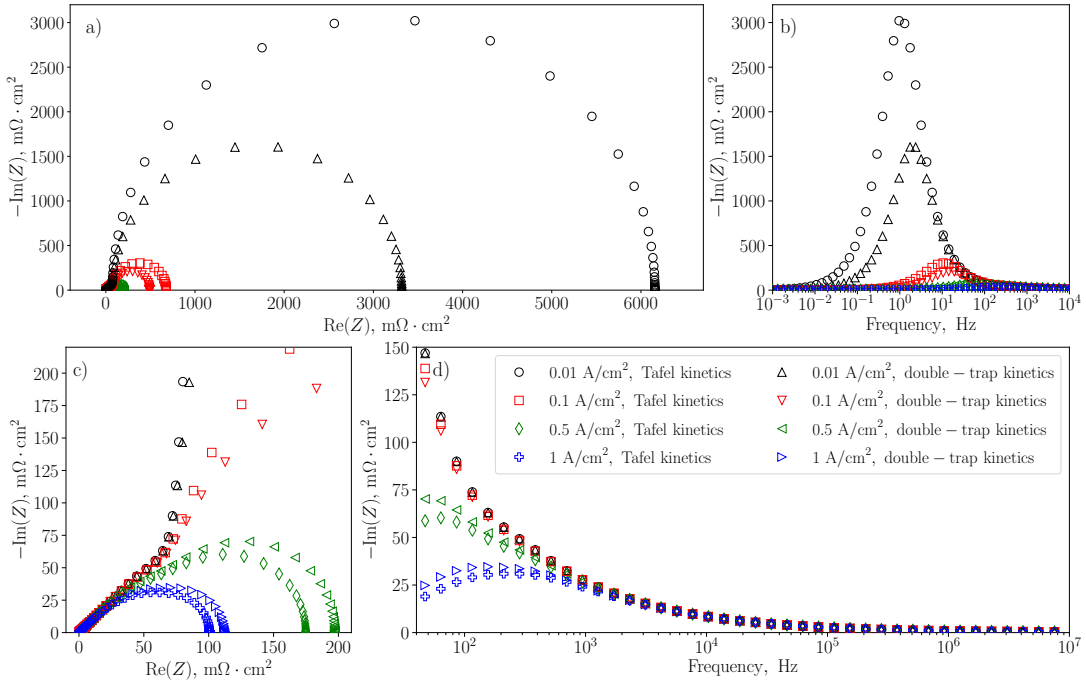 a)
3000
2500
2000
1500
1000
500
0
−Im(Z), mΩ · cm²
0 1000 2000 3000 4000 5000 6000
Re(Z), mΩ · cm²
b)
3000
2500
2000
1500
1000
500
0
−Im(Z), mΩ · cm²
10⁻³ 10⁻² 10⁻¹ 10⁰ 10¹ 10² 10³ 10⁴
Frequency, Hz
c)
200
175
150
125
100
75
50
25
0
−Im(Z), mΩ · cm²
0 50 100 150 200
Re(Z), mΩ · cm²
d)
150
125
100
75
50
25
0
−Im(Z), mΩ · cm²
10² 10³ 10⁴ 10⁵ 10⁶ 10⁷
Frequency, Hz
0.01 A/cm², Tafel kinetics
0.1 A/cm², Tafel kinetics
0.5 A/cm², Tafel kinetics
1 A/cm², Tafel kinetics
0.01 A/cm², double−trap kinetics
0.1 A/cm², double−trap kinetics
0.5 A/cm², double−trap kinetics
1 A/cm², double−trap kinetics